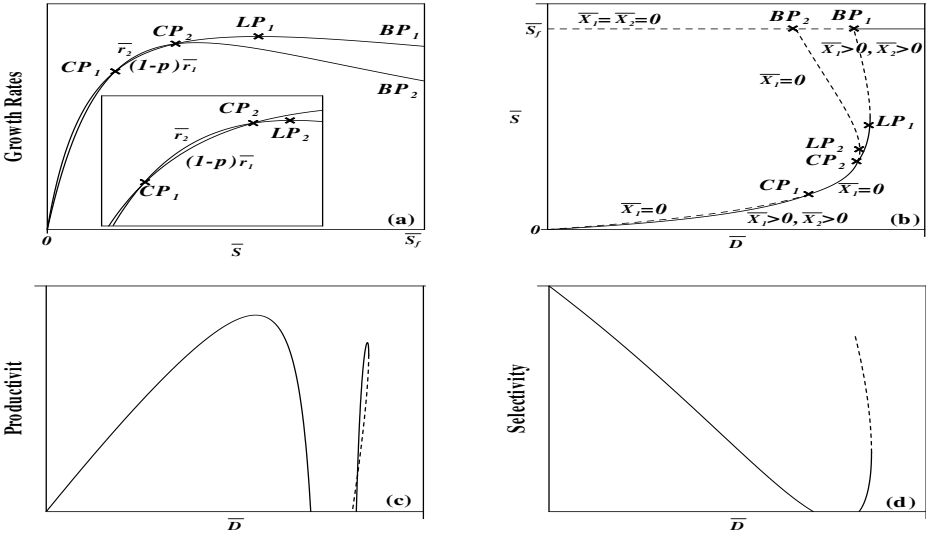 Growth Rates
CP₁
r̅₂
CP₂
(1-p)r̅₁
LP₁
BP₁
BP₂
CP₂
r̅₂
LP₂
(1-p)r̅₁
CP₁
(a)
0
S̅
S̅f
S̅f
X̅₁=X̅₂=0
BP₂
BP₁
X̅₁>0, X̅₂>0
X̅₁=0
S̅
LP₁
LP₂
CP₂
CP₁
X̅₁=0
X̅₁=0
X̅₁>0, X̅₂>0
(b)
0
D̅
Productivit
(c)
D̅
Selectivity
(d)
D̅